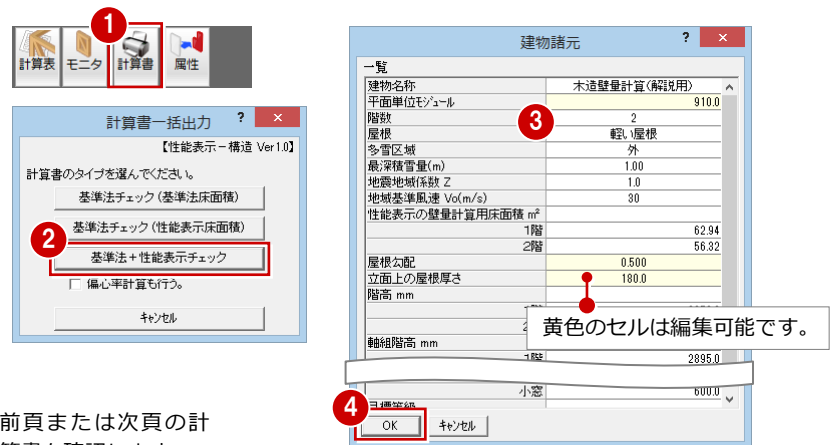 1
計算表 モニタ 計算書 属性
計算書一括出力 ? ×
【性能表示－構造 Ver1.0】
計算書のタイプを選んでください。
基準法チェック(基準法床面積)
基準法チェック(性能表示床面積)
2
基準法＋性能表示チェック
偏心率計算も行う。
キャンセル
前頁または次頁の計
建物諸元 ? ×
一覧
建物名称 木造壁量計算(解説用)
平面単位ﾓｼﾞｭｰﾙ 910.0
階数 2
3
屋根 軽い屋根
多雪区域 外
最深積雪量(m) 1.00
地震地域係数 Z 1.0
地域基準風速 Vo(m/s) 30
性能表示の壁量計算用床面積 m²
1階 62.94
2階 56.32
屋根勾配 0.500
立面上の屋根厚さ 180.0
階高 mm
黄色のセルは編集可能です。
軸組階高 mm
1階 2895.0
小窓 600.0
4
OK キャンセル